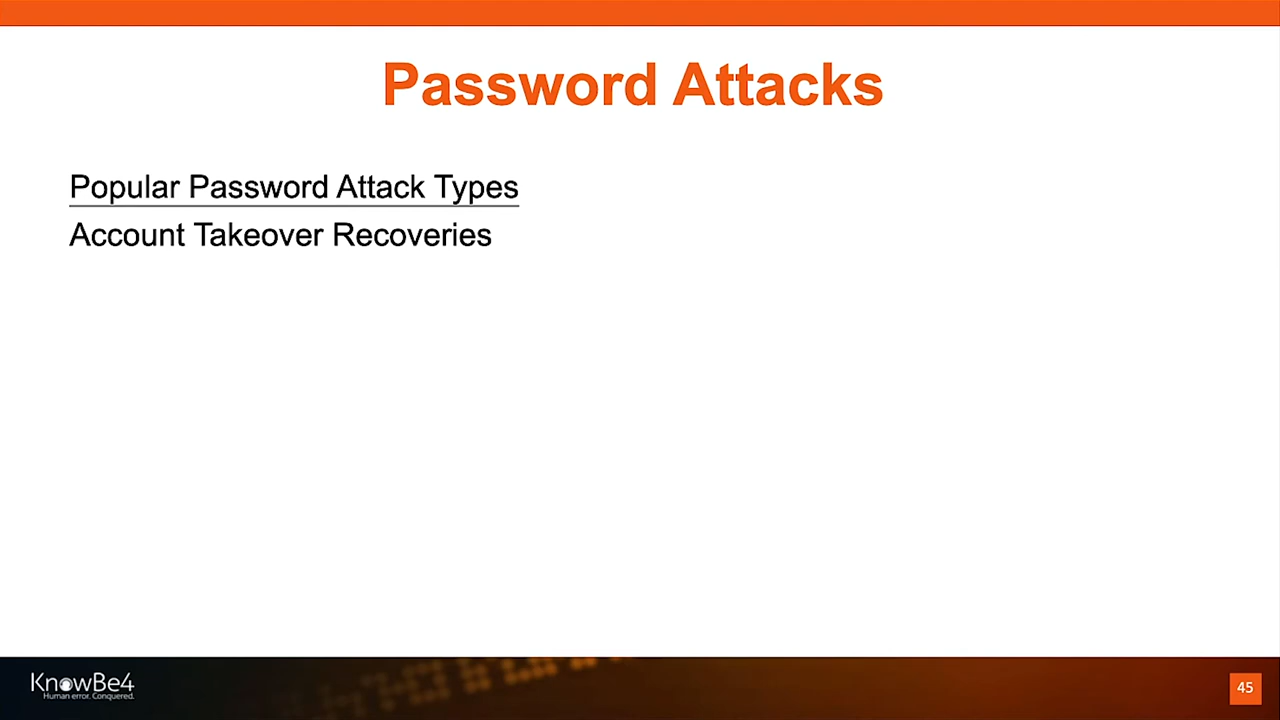 Password Attacks
Popular Password Attack Types
Account Takeover Recoveries
KnowBe4
Human error. Conquered.
45